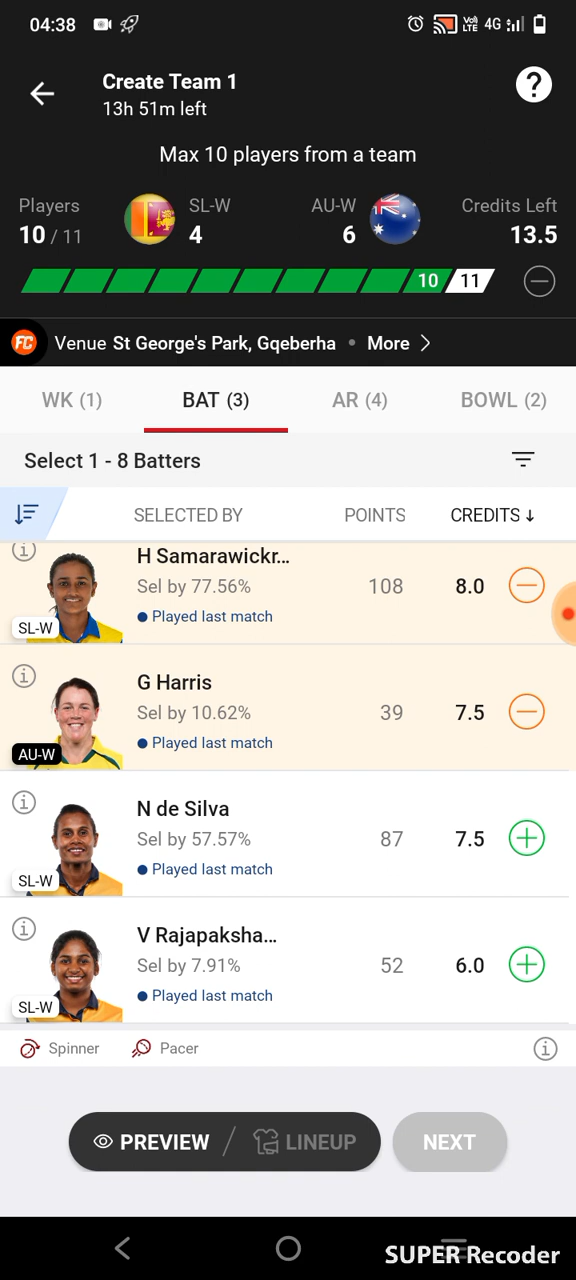 04:38 Vo) LTE 4G
Create Team 1
13h 51m left
?
Max 10 players from a team
Players SL-W AU-W Credits Left
10 / 11 4 6 13.5
10 11
FC Venue St George's Park, Gqeberha • More >
WK (1) BAT (3) AR (4) BOWL (2)
Select 1 - 8 Batters
SELECTED BY POINTS CREDITS ↓
H Samarawickr...
Sel by 77.56% 108 8.0
Played last match
SL-W
G Harris
Sel by 10.62% 39 7.5
Played last match
AU-W
N de Silva
Sel by 57.57% 87 7.5
Played last match
SL-W
V Rajapaksha...
Sel by 7.91% 52 6.0
Played last match
SL-W
Spinner Pacer
PREVIEW / LINEUP NEXT
SUPER Recoder